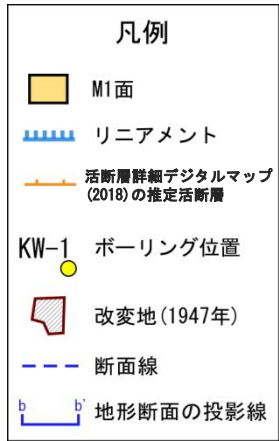 凡例
M1面
リニアメント
活断層詳細デジタルマップ
(2018)の推定活断層
KW-1 ボーリング位置
改変地(1947年)
断面線
b b' 地形断面の投影線